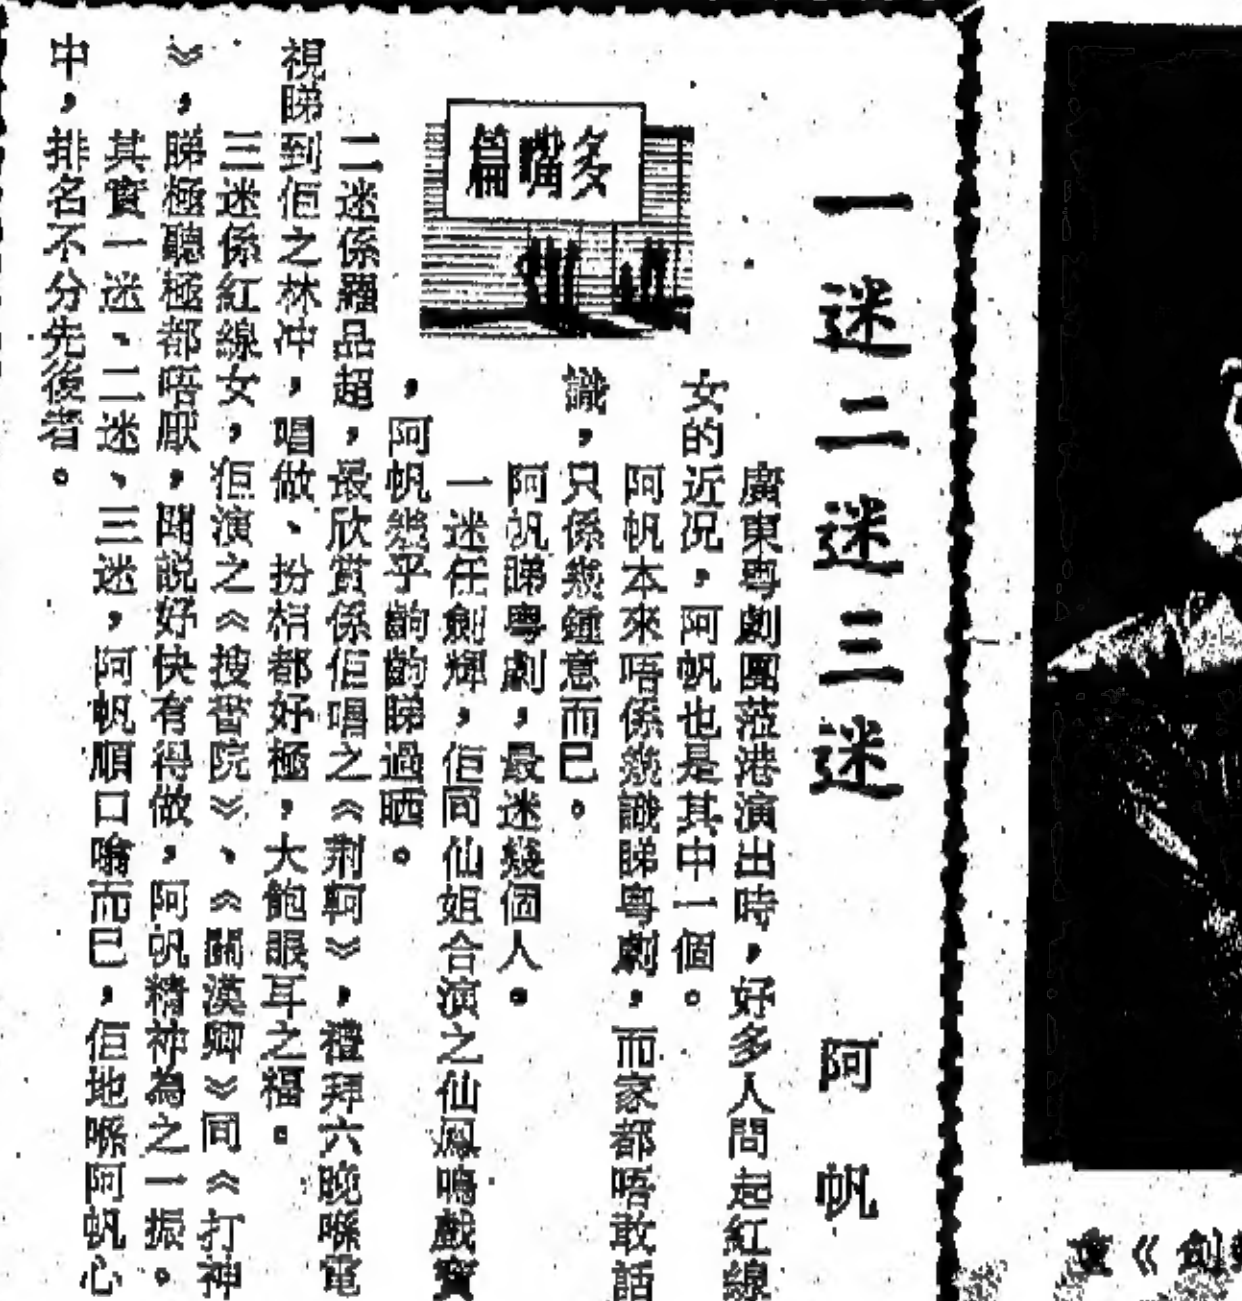 一迷二迷三迷
阿帆
多嘴篇
廣東粵劇團蒞港演出時，好多人問起紅線
女的近況，阿帆也是其中一個。
阿帆本來唔係幾識睇粵劇，而家都唔敢話
識，只係幾鍾意而已。
阿帆睇粵劇，最迷幾個人。
一迷任劍輝，佢同仙姐合演之仙鳳鳴戲寶
，阿帆幾乎齣齣睇過晒。
二迷係羅品超，最欣賞係佢唱之《荆軻》，禮拜六晚喺電
視睇到佢之林冲，唱做、扮相都好極，大飽眼耳之福。
三迷係紅線女，佢演之《搜書院》、《關漢卿》同《打神
》，睇極聽極都唔厭，聞說好快有得做，阿帆精神為之一振。
其實一迷、二迷、三迷，阿帆順口噏而已，佢地喺阿帆心
中，排名不分先後者。
《劍